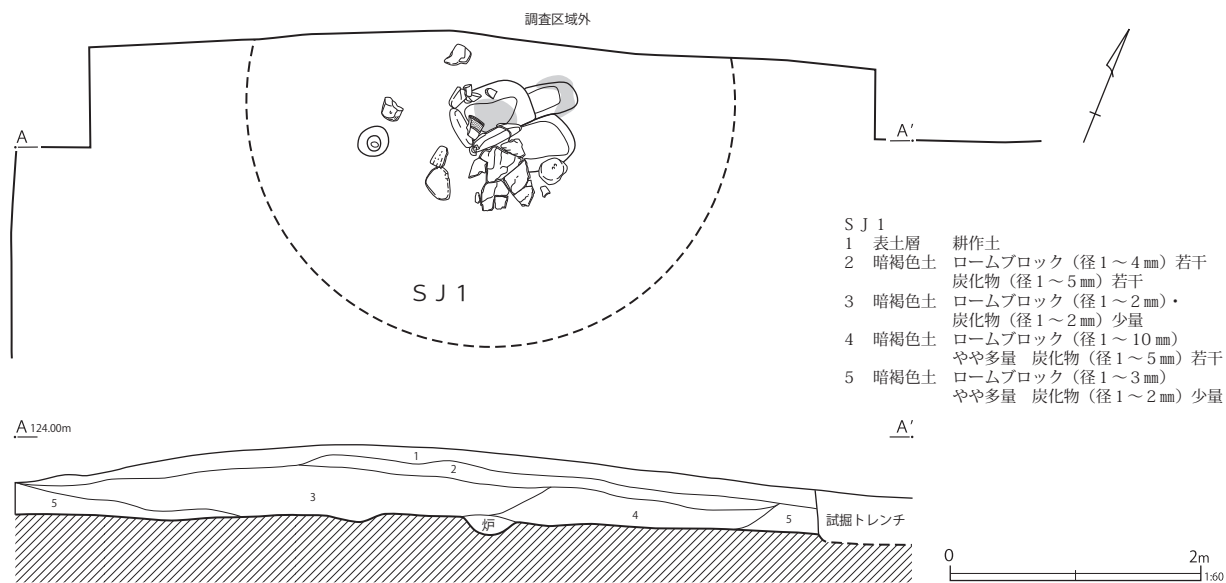 調査区域外
A
A′
SJ1
ＳＪ１
1 表土層 耕作土
2 暗褐色土 ロームブロック（径１～４㎜）若干
炭化物（径１～５㎜）若干
3 暗褐色土 ロームブロック（径１～２㎜）・
炭化物（径１～２㎜）少量
4 暗褐色土 ロームブロック（径１～10㎜）
やや多量 炭化物（径１～５㎜）若干
5 暗褐色土 ロームブロック（径１～３㎜）
やや多量 炭化物（径１～２㎜）少量
A 124.00m
A′
1
2
3
4
5
5
炉
試掘トレンチ
0
2m
1:60